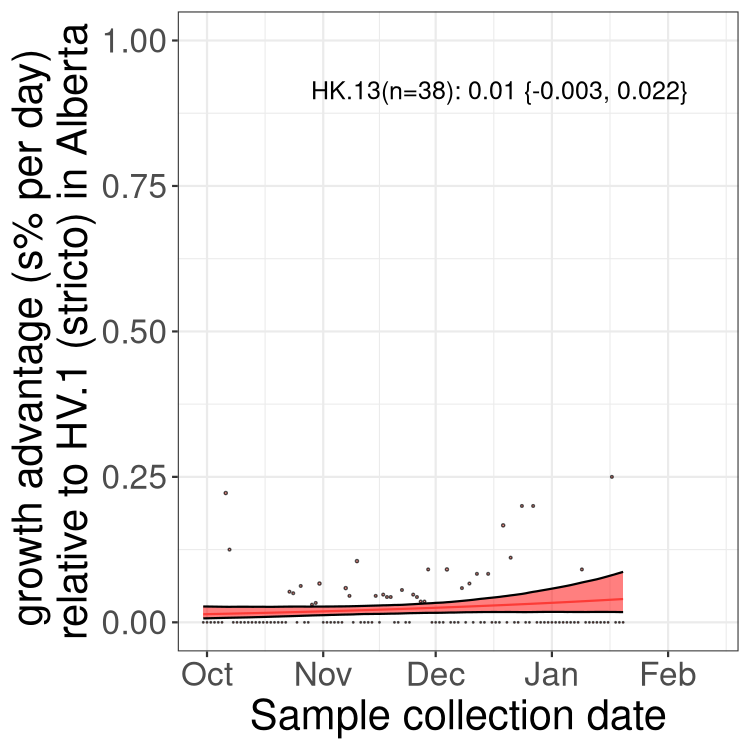 growth advantage (s% per day)
relative to HV.1 (stricto) in Alberta
1.00
0.75
0.50
0.25
0.00
HK.13(n=38): 0.01 {-0.003, 0.022}
Oct
Nov
Dec
Jan
Feb
Sample collection date